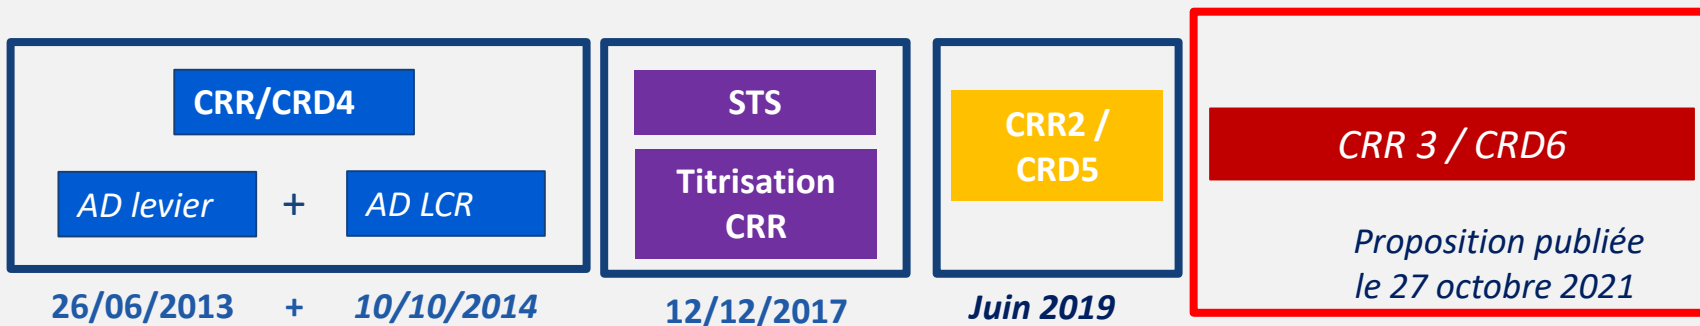 CRR/CRD4
AD levier + AD LCR
26/06/2013 + 10/10/2014
STS
Titrisation
CRR
12/12/2017
CRR2 /
CRD5
Juin 2019
CRR 3 / CRD6
Proposition publiée
le 27 octobre 2021